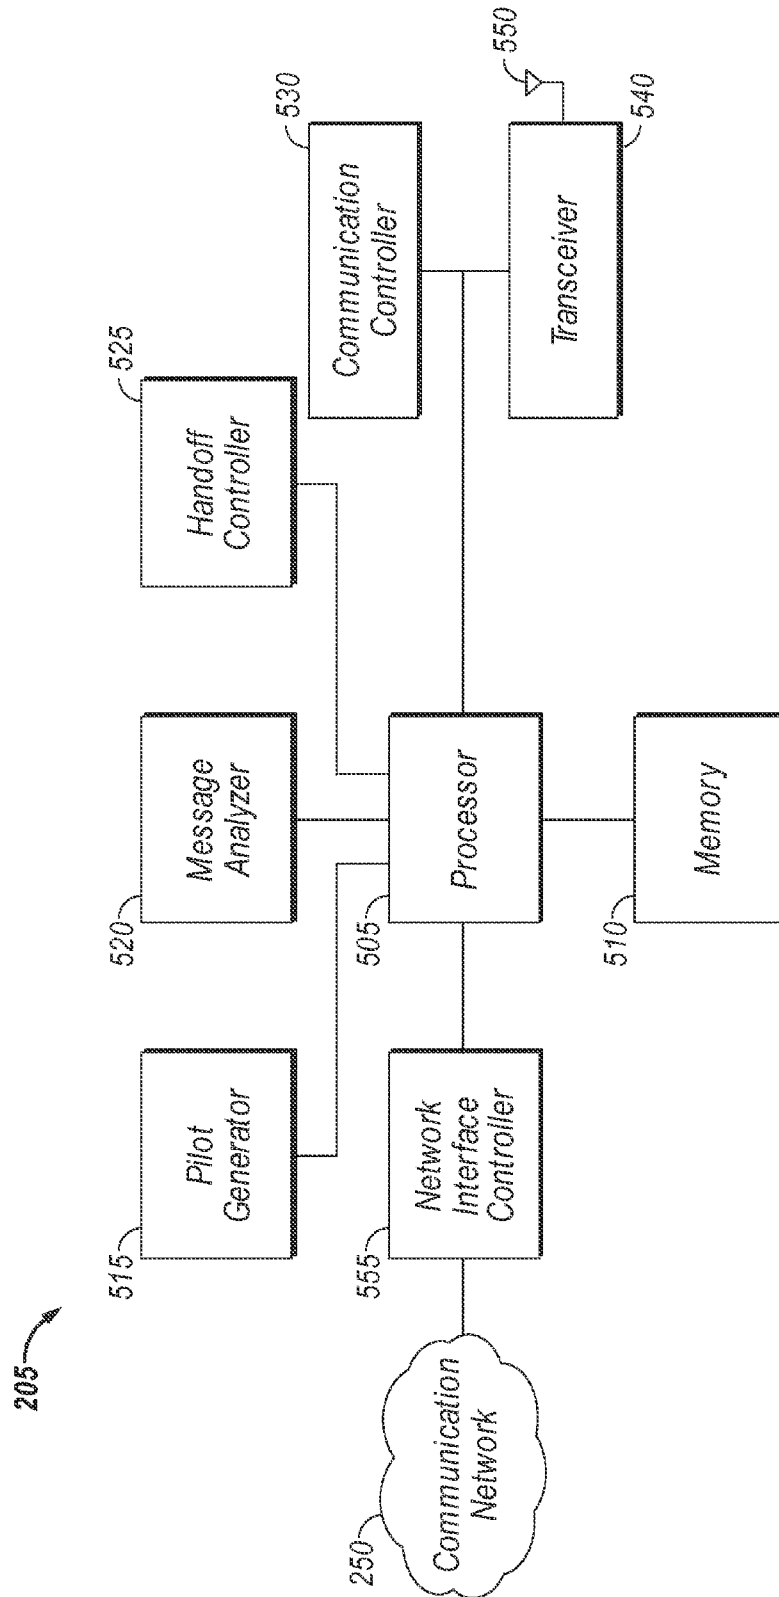 205
515
Pilot
Generator
520
Message
Analyzer
525
Handoff
Controller
530
Communication
Controller
250
Communication
Network
555
Network
Interface
Controller
505
Processor
550
540
Transceiver
510
Memory